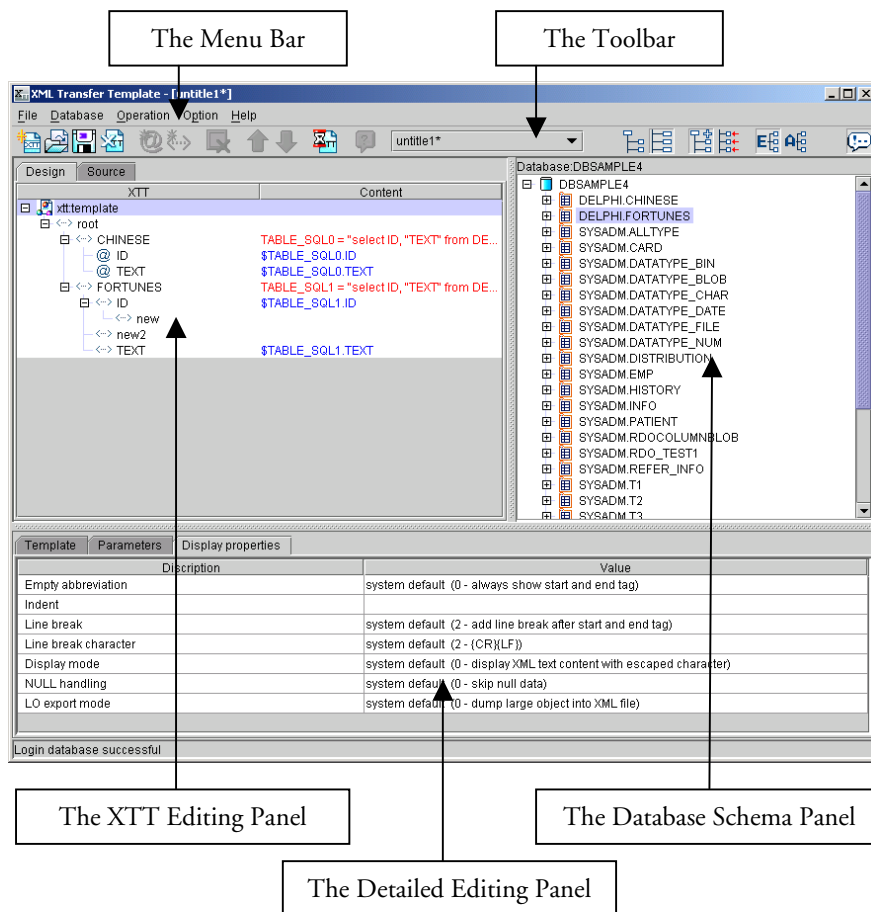 The Menu Bar
The Toolbar
XML Transfer Template - [untitle1*]
File Database Operation Option Help
untitle1*
Design Source
Database:DBSAMPLE4
XTT Content
xtt:template
root
CHINESE TABLE_SQL0 = "select ID, "TEXT" from DE...
ID $TABLE_SQL0.ID
TEXT $TABLE_SQL0.TEXT
FORTUNES TABLE_SQL1 = "select ID, "TEXT" from DE...
ID $TABLE_SQL1.ID
new
new2
TEXT $TABLE_SQL1.TEXT
DBSAMPLE4
DELPHI.CHINESE
DELPHI.FORTUNES
SYSADM.ALLTYPE
SYSADM.CARD
SYSADM.DATATYPE_BIN
SYSADM.DATATYPE_BLOB
SYSADM.DATATYPE_CHAR
SYSADM.DATATYPE_DATE
SYSADM.DATATYPE_FILE
SYSADM.DATATYPE_NUM
SYSADM.DISTRIBUTION
SYSADM.EMP
SYSADM.HISTORY
SYSADM.INFO
SYSADM.PATIENT
SYSADM.RDOCOLUMNBLOB
SYSADM.RDO_TEST1
SYSADM.REFER_INFO
SYSADM.T1
SYSADM.T2
SYSADM.T3
Template Parameters Display properties
Discription Value
Empty abbreviation system default (0 - always show start and end tag)
Indent
Line break system default (2 - add line break after start and end tag)
Line break character system default (2 - {CR}{LF})
Display mode system default (0 - display XML text content with escaped character)
NULL handling system default (0 - skip null data)
LO export mode system default (0 - dump large object into XML file)
Login database successful
The XTT Editing Panel
The Database Schema Panel
The Detailed Editing Panel